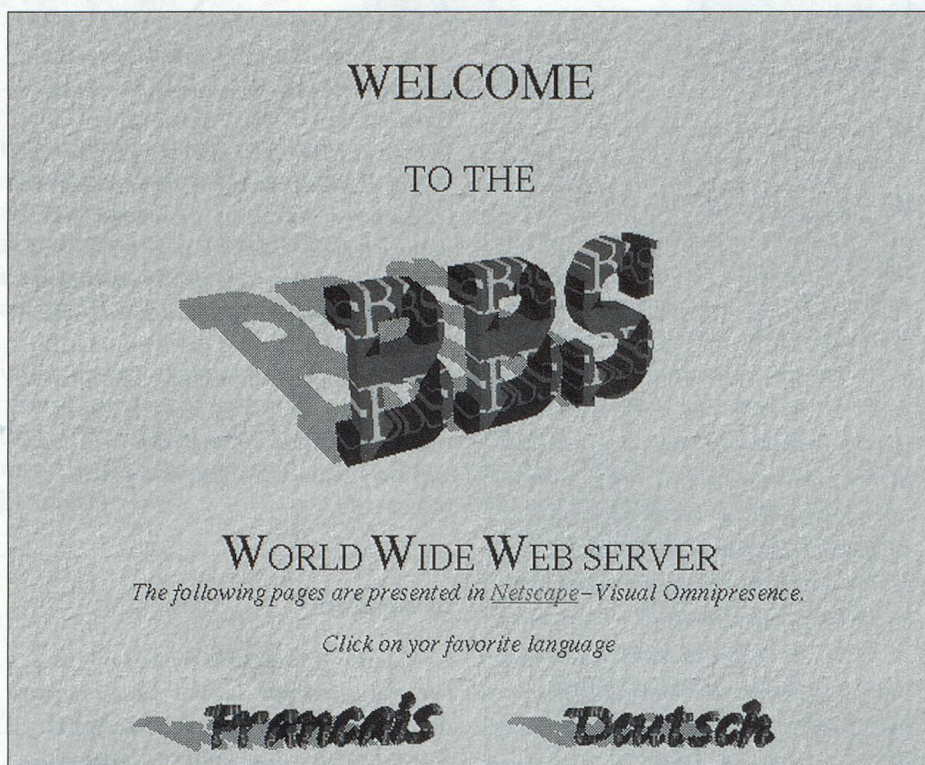 WELCOME
TO THE
BBS
WORLD WIDE WEB SERVER
The following pages are presented in Netscape–Visual Omnipresence.
Click on yor favorite language
Francais Deutsch